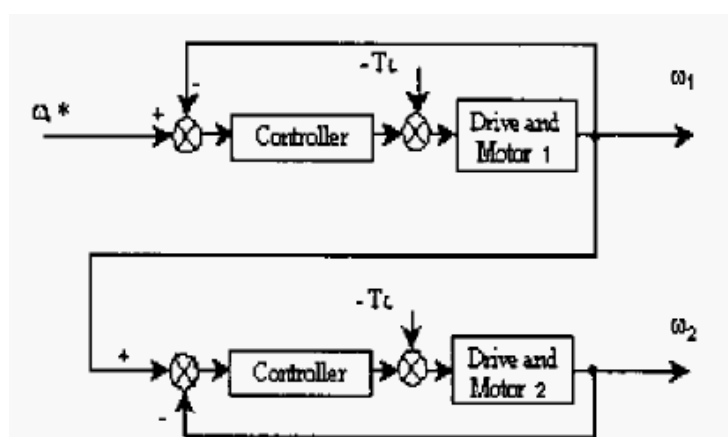 - Tι
ω₁
-
ω *
+
Controller
Drive and
Motor 1
- Tι
ω₂
+
Controller
Drive and
Motor 2
-